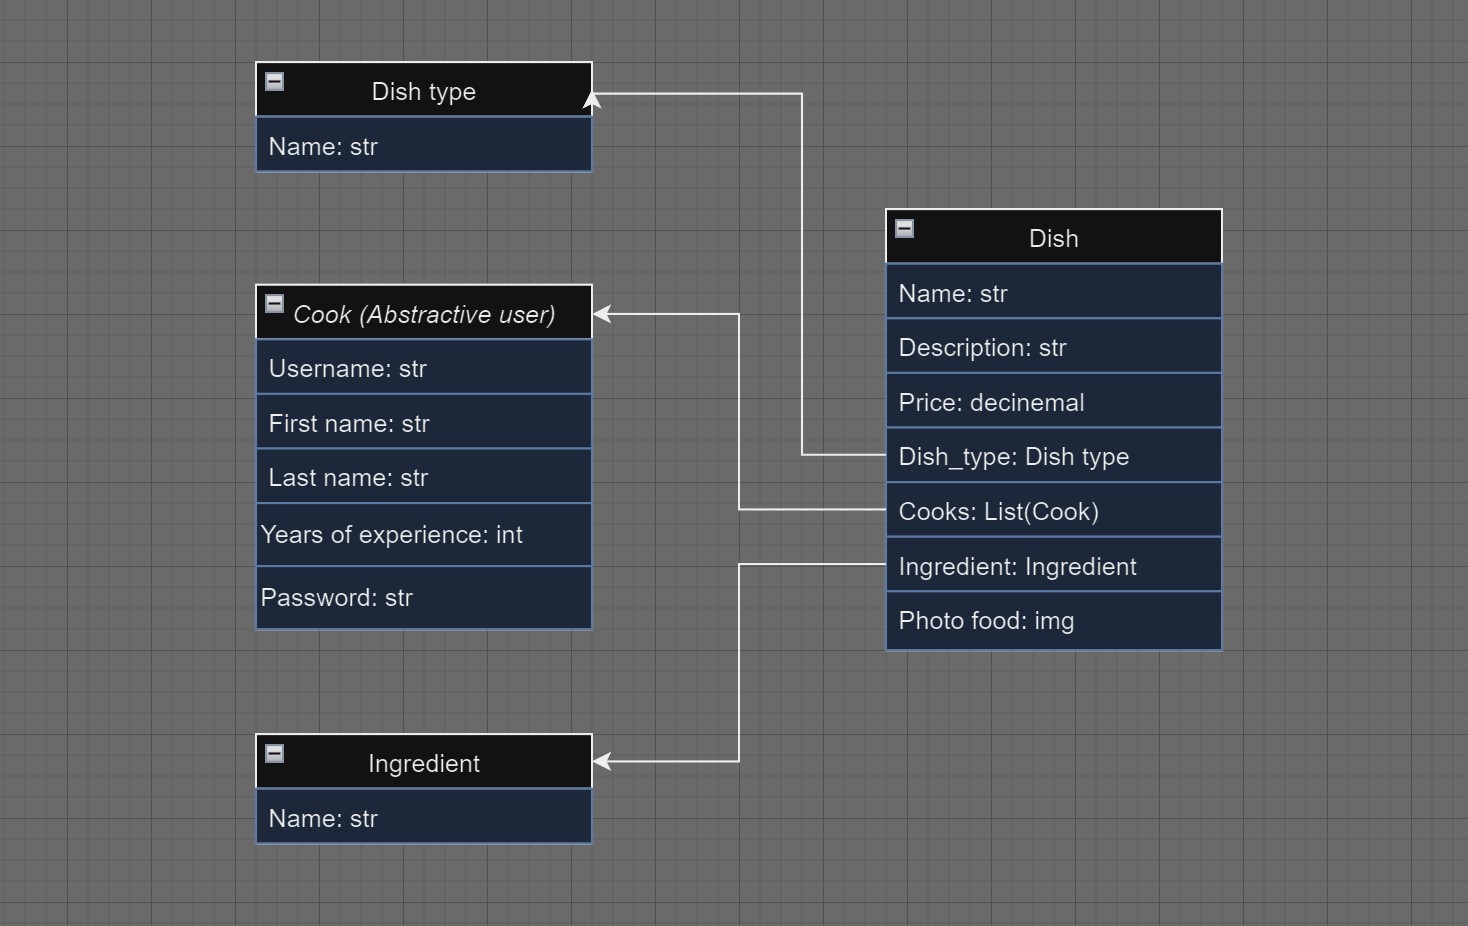 Dish type
Name: str
Cook (Abstractive user)
Username: str
First name: str
Last name: str
Years of experience: int
Password: str
Ingredient
Name: str
Dish
Name: str
Description: str
Price: decinemal
Dish_type: Dish type
Cooks: List(Cook)
Ingredient: Ingredient
Photo food: img